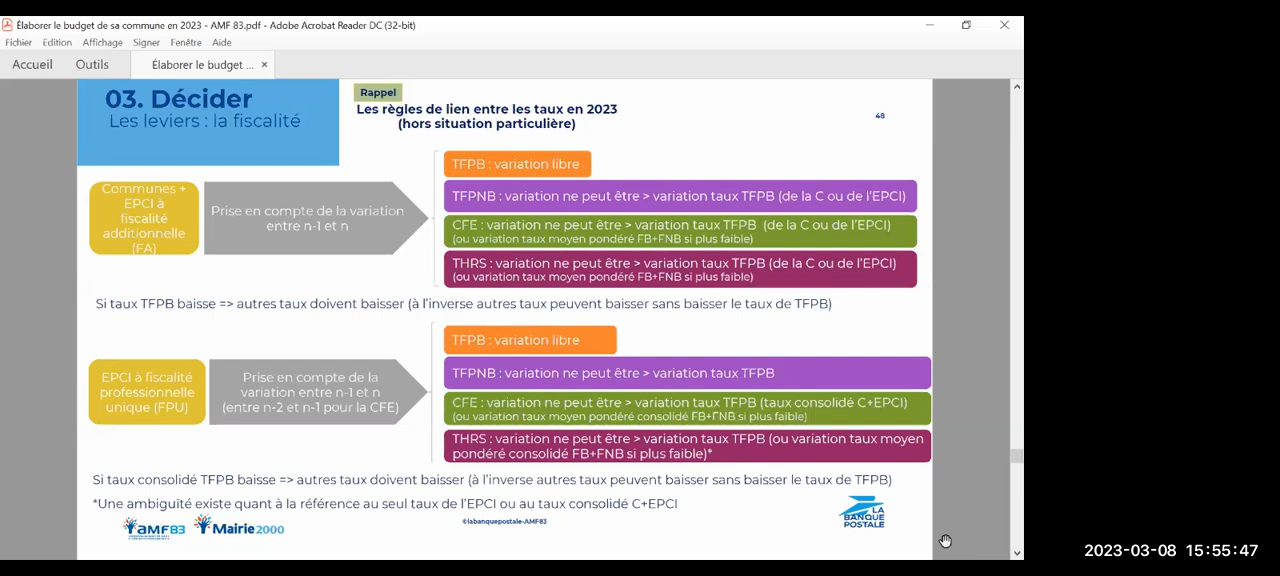 Élaborer le budget de sa commune en 2023 - AMF 83.pdf - Adobe Acrobat Reader DC (32-bit)
Fichier Edition Affichage Signer Fenêtre Aide
Accueil Outils Élaborer le budget ... ×
03. Décider
Les leviers : la fiscalité
Rappel
Les règles de lien entre les taux en 2023
(hors situation particulière)
48
Communes +
EPCI à
fiscalité
additionnelle
(FA)
Prise en compte de la variation
entre n-1 et n
TFPB : variation libre
TFPNB : variation ne peut être > variation taux TFPB (de la C ou de l'EPCI)
CFE : variation ne peut être > variation taux TFPB (de la C ou de l'EPCI)
(ou variation taux moyen pondéré FB+FNB si plus faible)
THRS : variation ne peut être > variation taux TFPB (de la C ou de l'EPCI)
(ou variation taux moyen pondéré FB+FNB si plus faible)
Si taux TFPB baisse => autres taux doivent baisser (à l'inverse autres taux peuvent baisser sans baisser le taux de TFPB)
EPCI à fiscalité
professionnelle
unique (FPU)
Prise en compte de la
variation entre n-1 et n
(entre n-2 et n-1 pour la CFE)
TFPB : variation libre
TFPNB : variation ne peut être > variation taux TFPB
CFE : variation ne peut être > variation taux TFPB (taux consolidé C+EPCI)
(ou variation taux moyen pondéré consolidé FB+FNB si plus faible)
THRS : variation ne peut être > variation taux TFPB (ou variation taux moyen
pondéré consolidé FB+FNB si plus faible)*
Si taux consolidé TFPB baisse => autres taux doivent baisser (à l'inverse autres taux peuvent baisser sans baisser le taux de TFPB)
*Une ambiguïté existe quant à la référence au seul taux de l'EPCI ou au taux consolidé C+EPCI
AMF 83 Mairie2000
©labanquepostale-AMF83
LA
BANQUE
POSTALE
2023-03-08 15:55:47